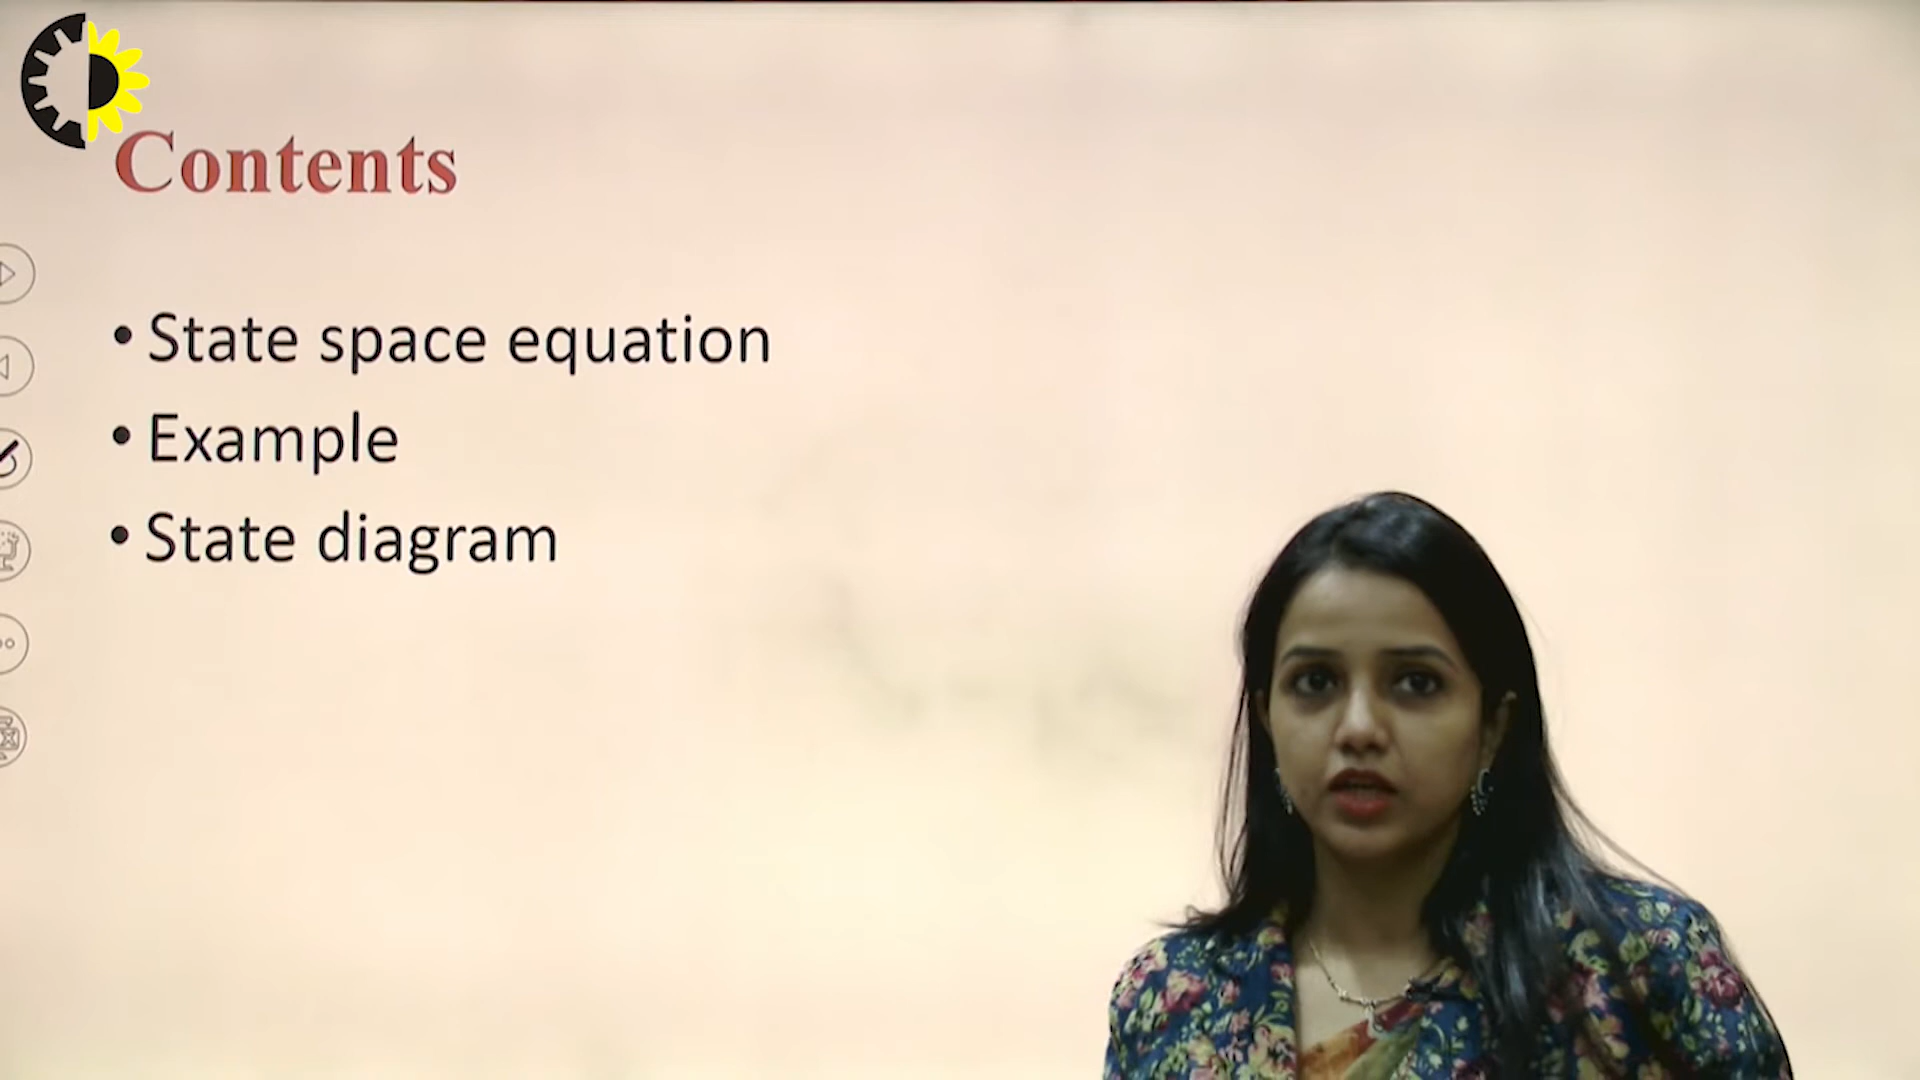 Contents
• State space equation
• Example
• State diagram